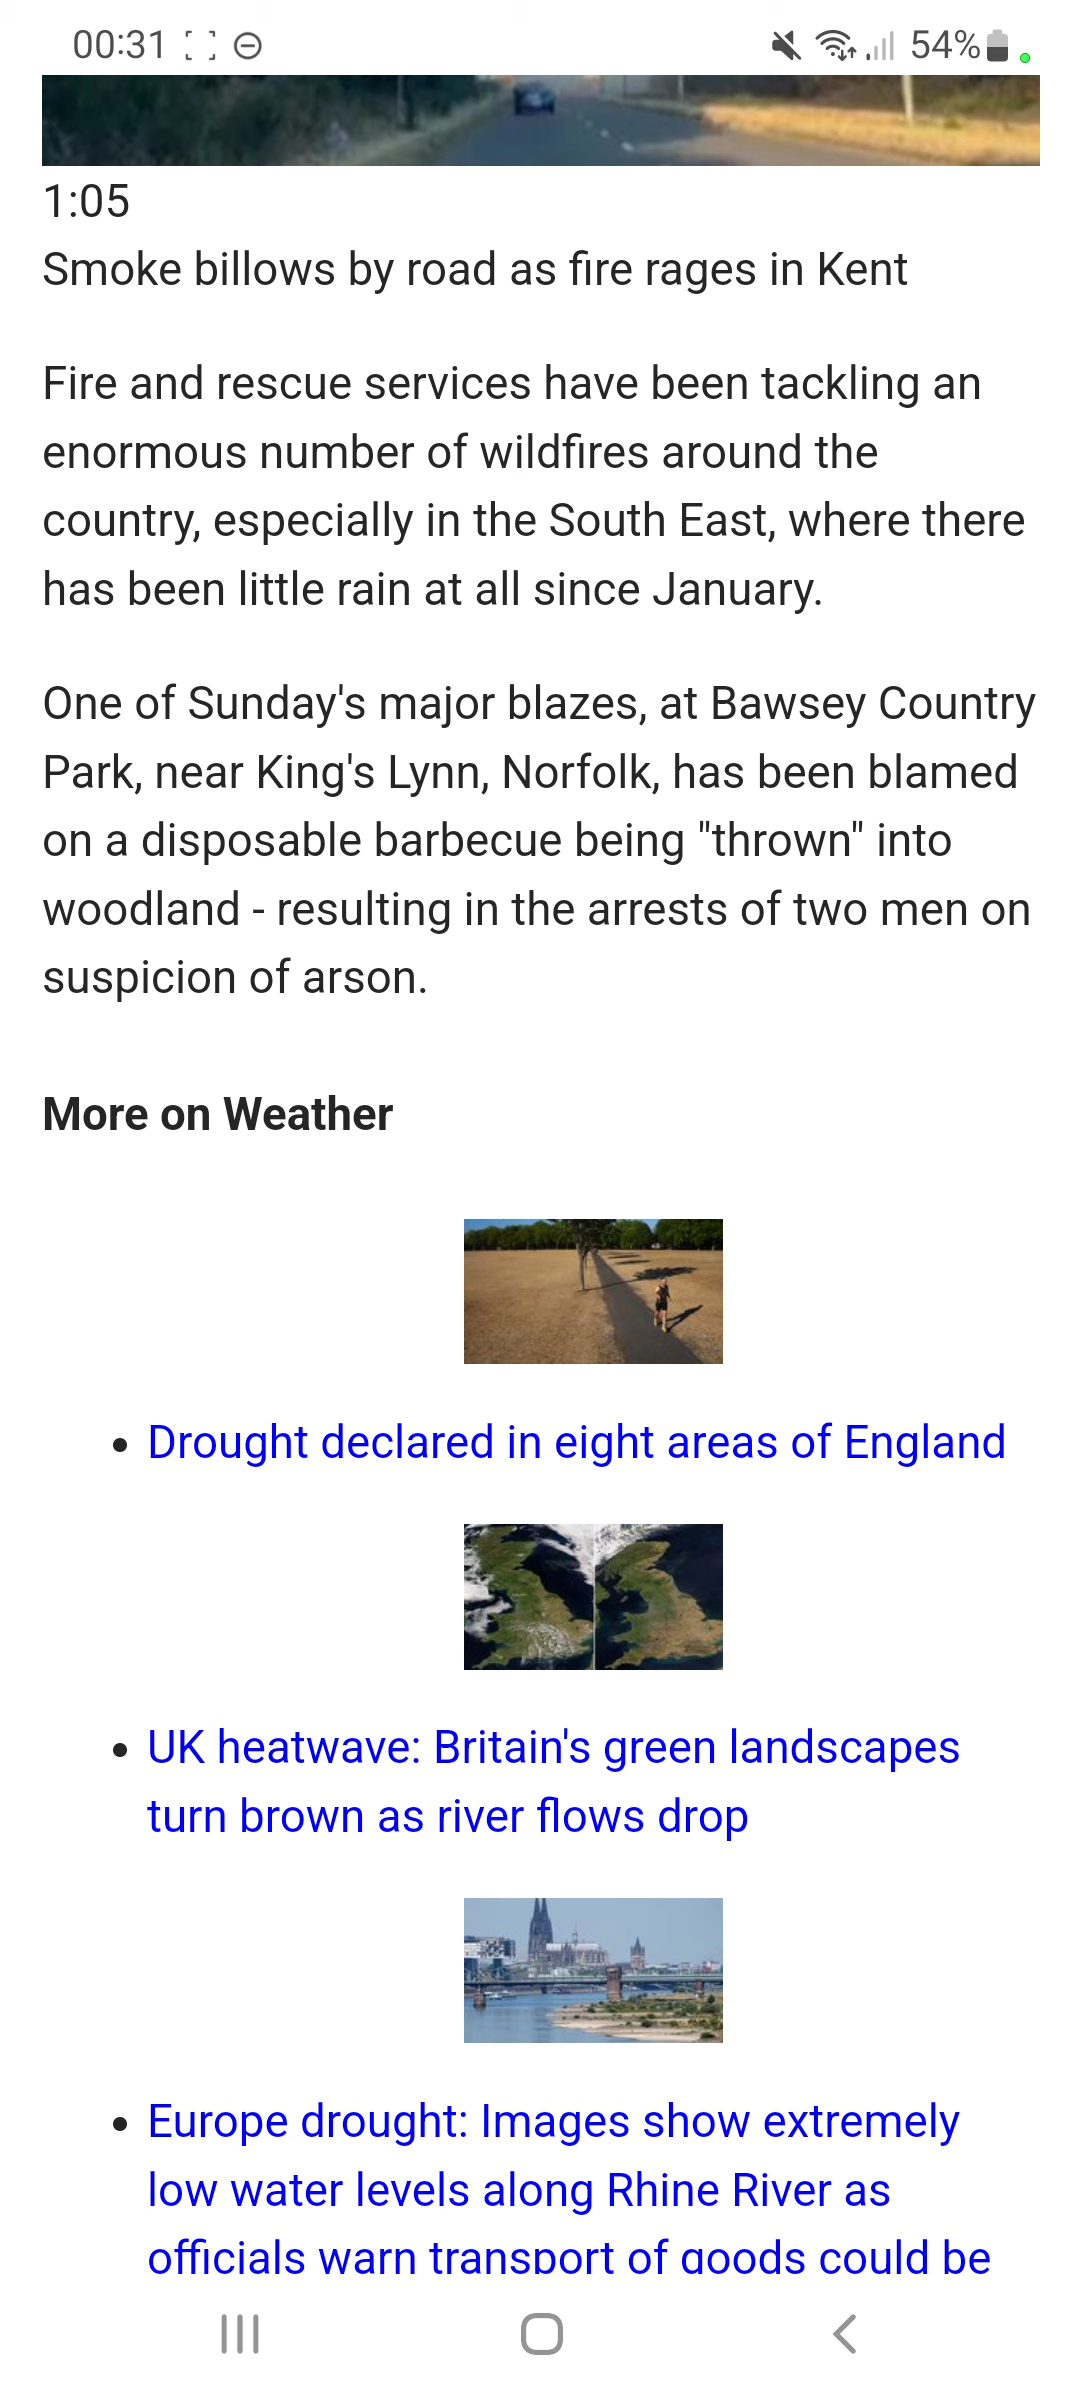 00:31
54%
1:05
Smoke billows by road as fire rages in Kent
Fire and rescue services have been tackling an
enormous number of wildfires around the
country, especially in the South East, where there
has been little rain at all since January.
One of Sunday's major blazes, at Bawsey Country
Park, near King's Lynn, Norfolk, has been blamed
on a disposable barbecue being "thrown" into
woodland - resulting in the arrests of two men on
suspicion of arson.
More on Weather
• Drought declared in eight areas of England
• UK heatwave: Britain's green landscapes
turn brown as river flows drop
• Europe drought: Images show extremely
low water levels along Rhine River as
officials warn transport of goods could be